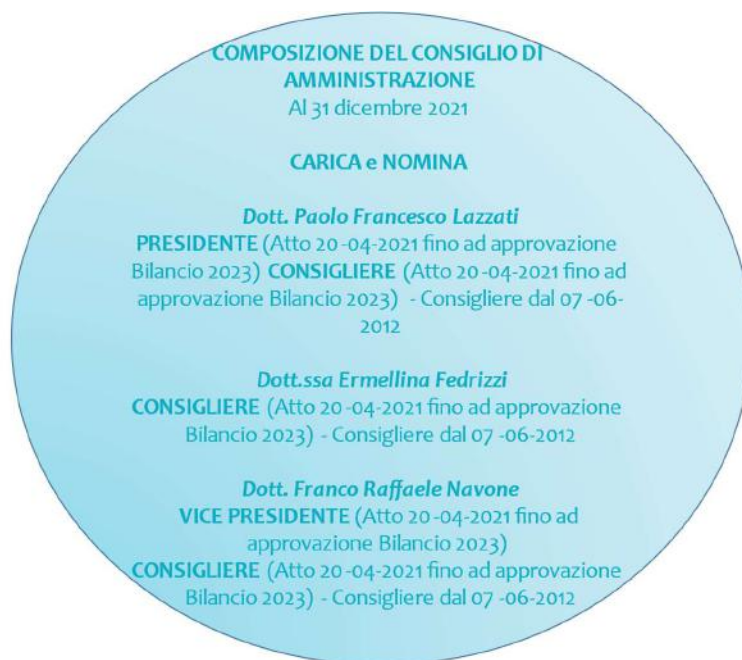 COMPOSIZIONE DEL CONSIGLIO DI
AMMINISTRAZIONE
Al 31 dicembre 2021
CARICA e NOMINA
Dott. Paolo Francesco Lazzati
PRESIDENTE (Atto 20-04-2021 fino ad approvazione
Bilancio 2023) CONSIGLIERE (Atto 20-04-2021 fino ad
approvazione Bilancio 2023) - Consigliere dal 07 -06-
2012
Dott.ssa Ermellina Fedrizzi
CONSIGLIERE (Atto 20-04-2021 fino ad approvazione
Bilancio 2023) - Consigliere dal 07 -06-2012
Dott. Franco Raffaele Navone
VICE PRESIDENTE (Atto 20-04-2021 fino ad
approvazione Bilancio 2023)
CONSIGLIERE (Atto 20-04-2021 fino ad approvazione
Bilancio 2023) - Consigliere dal 07 -06-2012